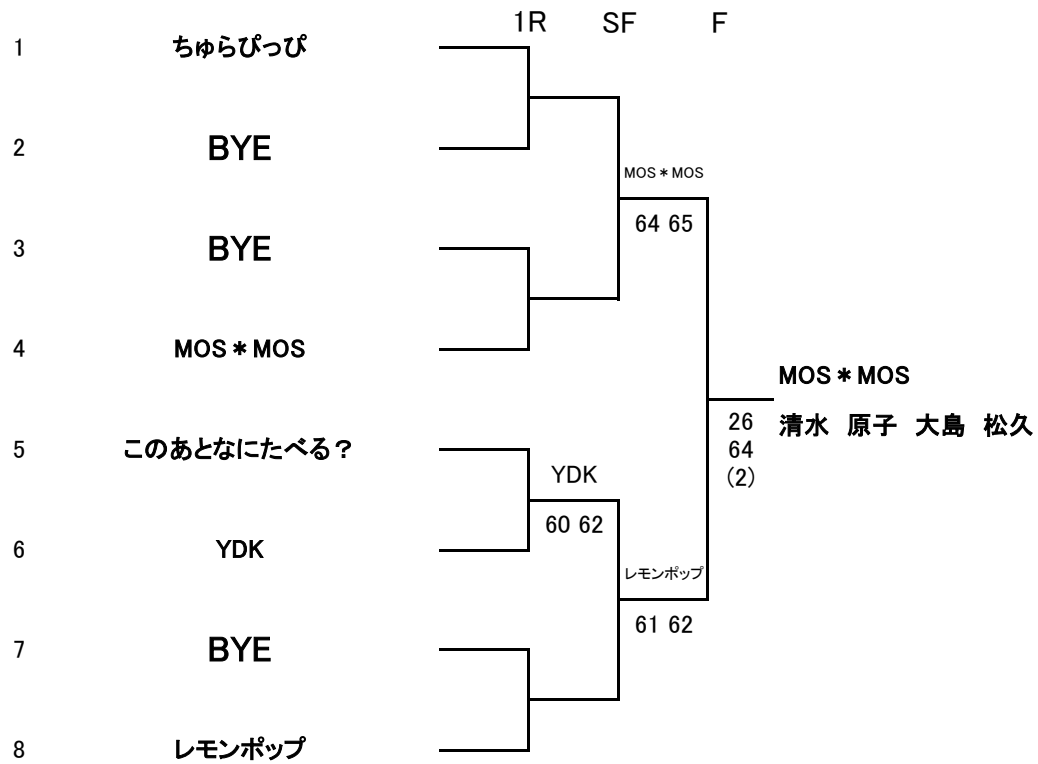 1R SF F
1 ちゅらぴっぴ
2 BYE
MOS＊MOS
64 65
3 BYE
4 MOS＊MOS
MOS＊MOS
26 清水 原子 大島 松久
64
(2)
5 このあとなにたべる？
YDK
60 62
6 YDK
レモンポップ
61 62
7 BYE
8 レモンポップ